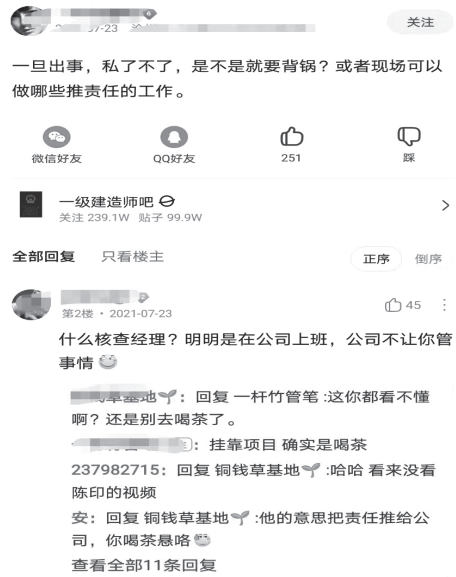 关注
07-23
一旦出事，私了不了，是不是就要背锅？或者现场可以
做哪些推责任的工作。
微信好友
QQ好友
251
踩
一级建造师吧
关注 239.1W 贴子 99.9W
全部回复 只看楼主
正序 倒序
第2楼 · 2021-07-23
45
什么核查经理？明明是在公司上班，公司不让你管
事情
草基地：回复 一杆竹管笔 :这你都看不懂
啊？还是别去喝茶了。
：挂靠项目 确实是喝茶
237982715：回复 铜钱草基地 :哈哈 看来没看
陈印的视频
安：回复 铜钱草基地 :他的意思把责任推给公
司，你喝茶悬咯
查看全部11条回复